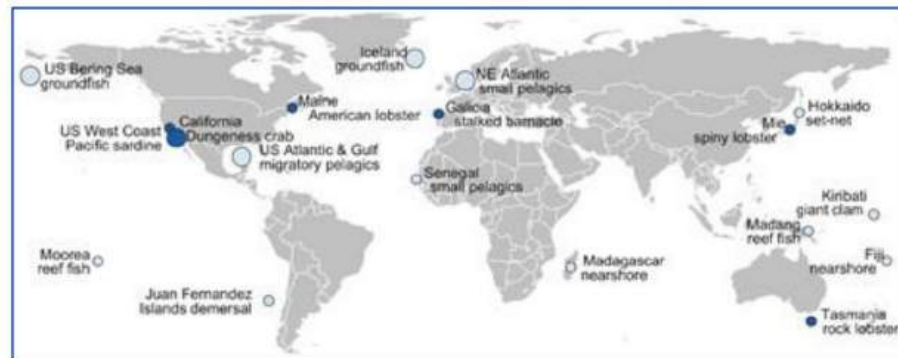 Iceland
groundfish
US Bering Sea
groundfish
NE Atlantic
small pelagics
Maine
American lobster
Galicia
stalked barnacle
Hokkaido
set-net
California
Dungeness crab
US West Coast
Pacific sardine
Mie
spiny lobster
US Atlantic & Gulf
migratory pelagics
Senegal
small pelagics
Kiribati
giant clam
Madang
reef fish
Moorea
reef fish
Madagascar
nearshore
Fiji
nearshore
Juan Fernandez
Islands demersal
Tasmania
rock lobster